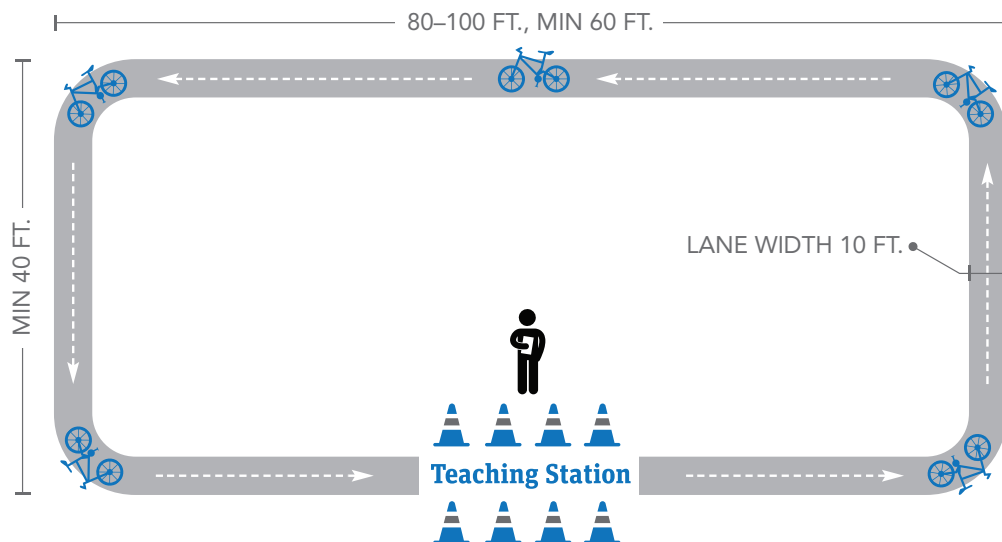 80–100 FT., MIN 60 FT.
MIN 40 FT.
LANE WIDTH 10 FT.
Teaching Station